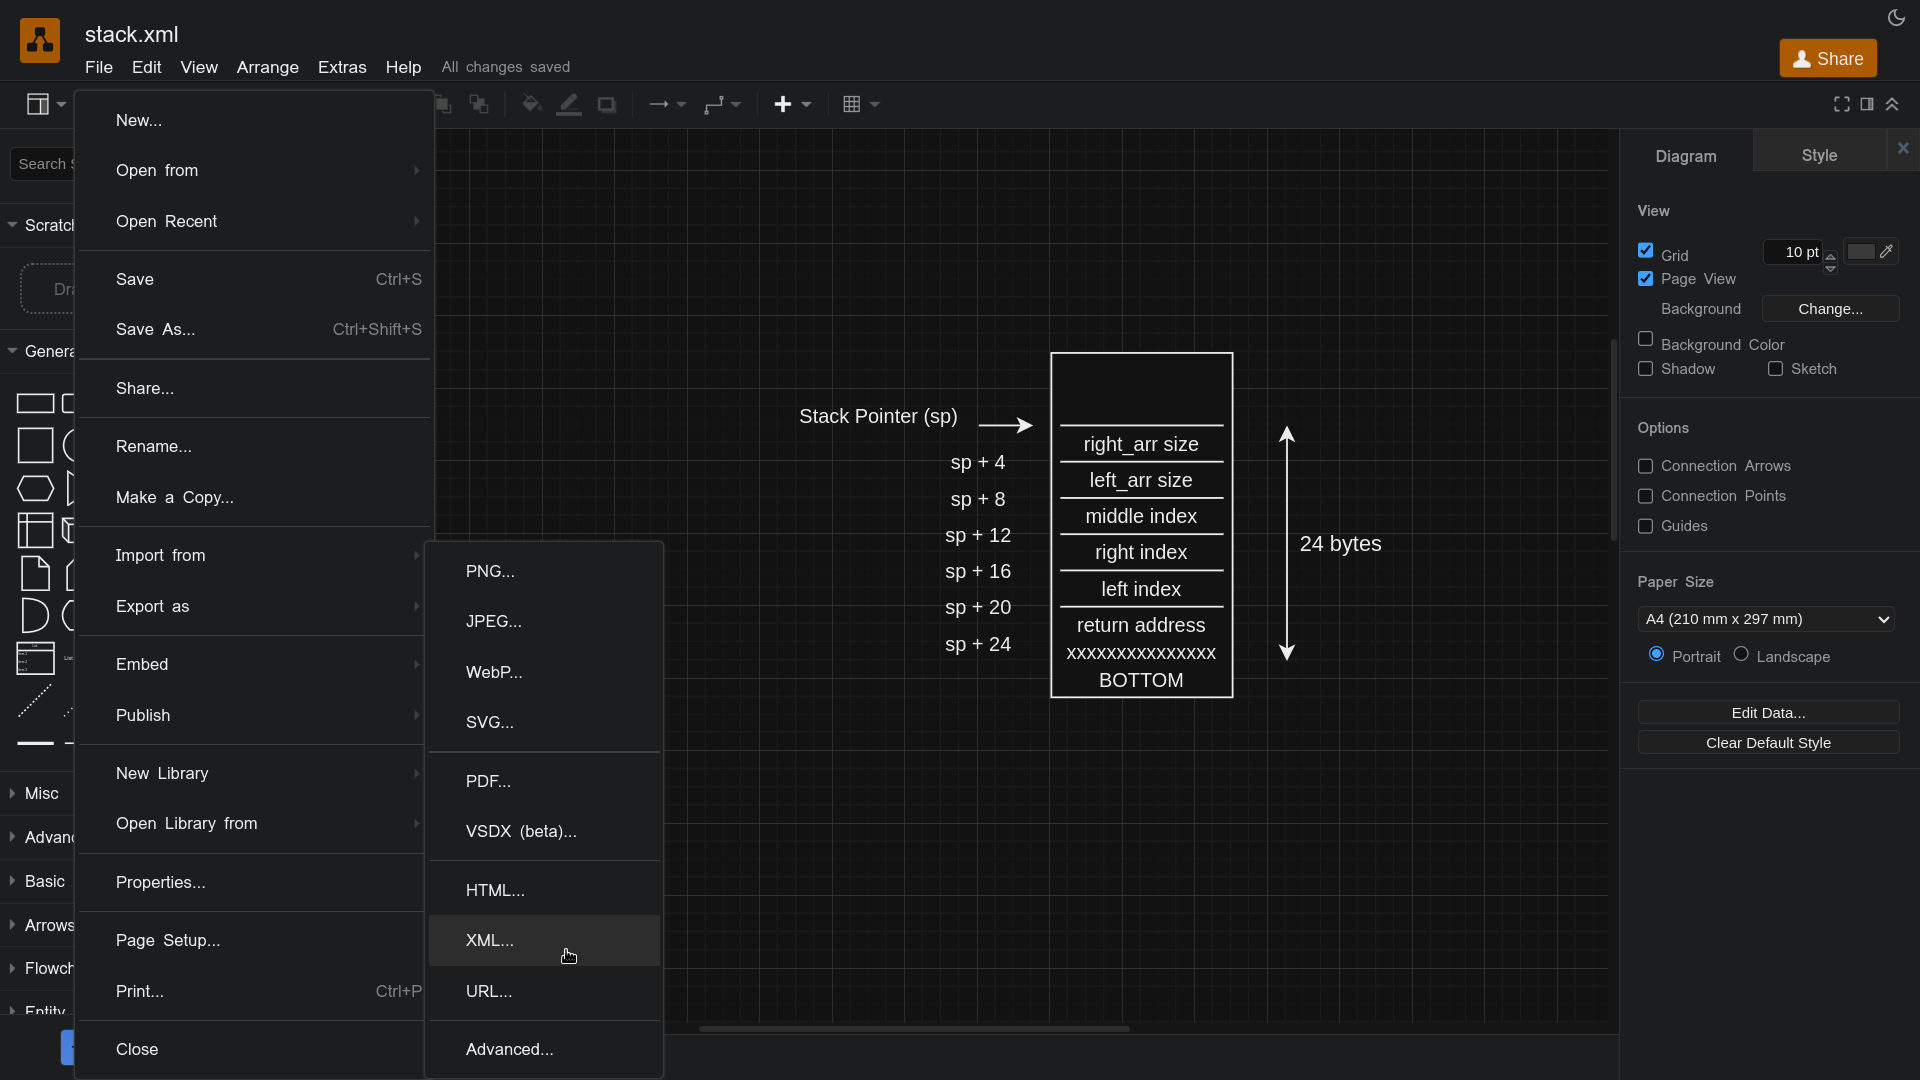 stack.xml
File Edit View Arrange Extras Help All changes saved
Share
Search S
Scratch
Dra
General
List
Misc
Advanc
Basic
Arrows
Flowch
Entity
New...
Open from
Open Recent
Save Ctrl+S
Save As... Ctrl+Shift+S
Share...
Rename...
Make a Copy...
Import from
Export as
Embed
Publish
New Library
Open Library from
Properties...
Page Setup...
Print... Ctrl+P
Close
PNG...
JPEG...
WebP...
SVG...
PDF...
VSDX (beta)...
HTML...
XML...
URL...
Advanced...
Stack Pointer (sp)
sp + 4
sp + 8
sp + 12
sp + 16
sp + 20
sp + 24
right_arr size
left_arr size
middle index
right index
left index
return address
xxxxxxxxxxxxxxx
BOTTOM
24 bytes
Diagram Style
View
Grid 10 pt
Page View
Background Change...
Background Color
Shadow Sketch
Options
Connection Arrows
Connection Points
Guides
Paper Size
A4 (210 mm x 297 mm)
Portrait Landscape
Edit Data...
Clear Default Style